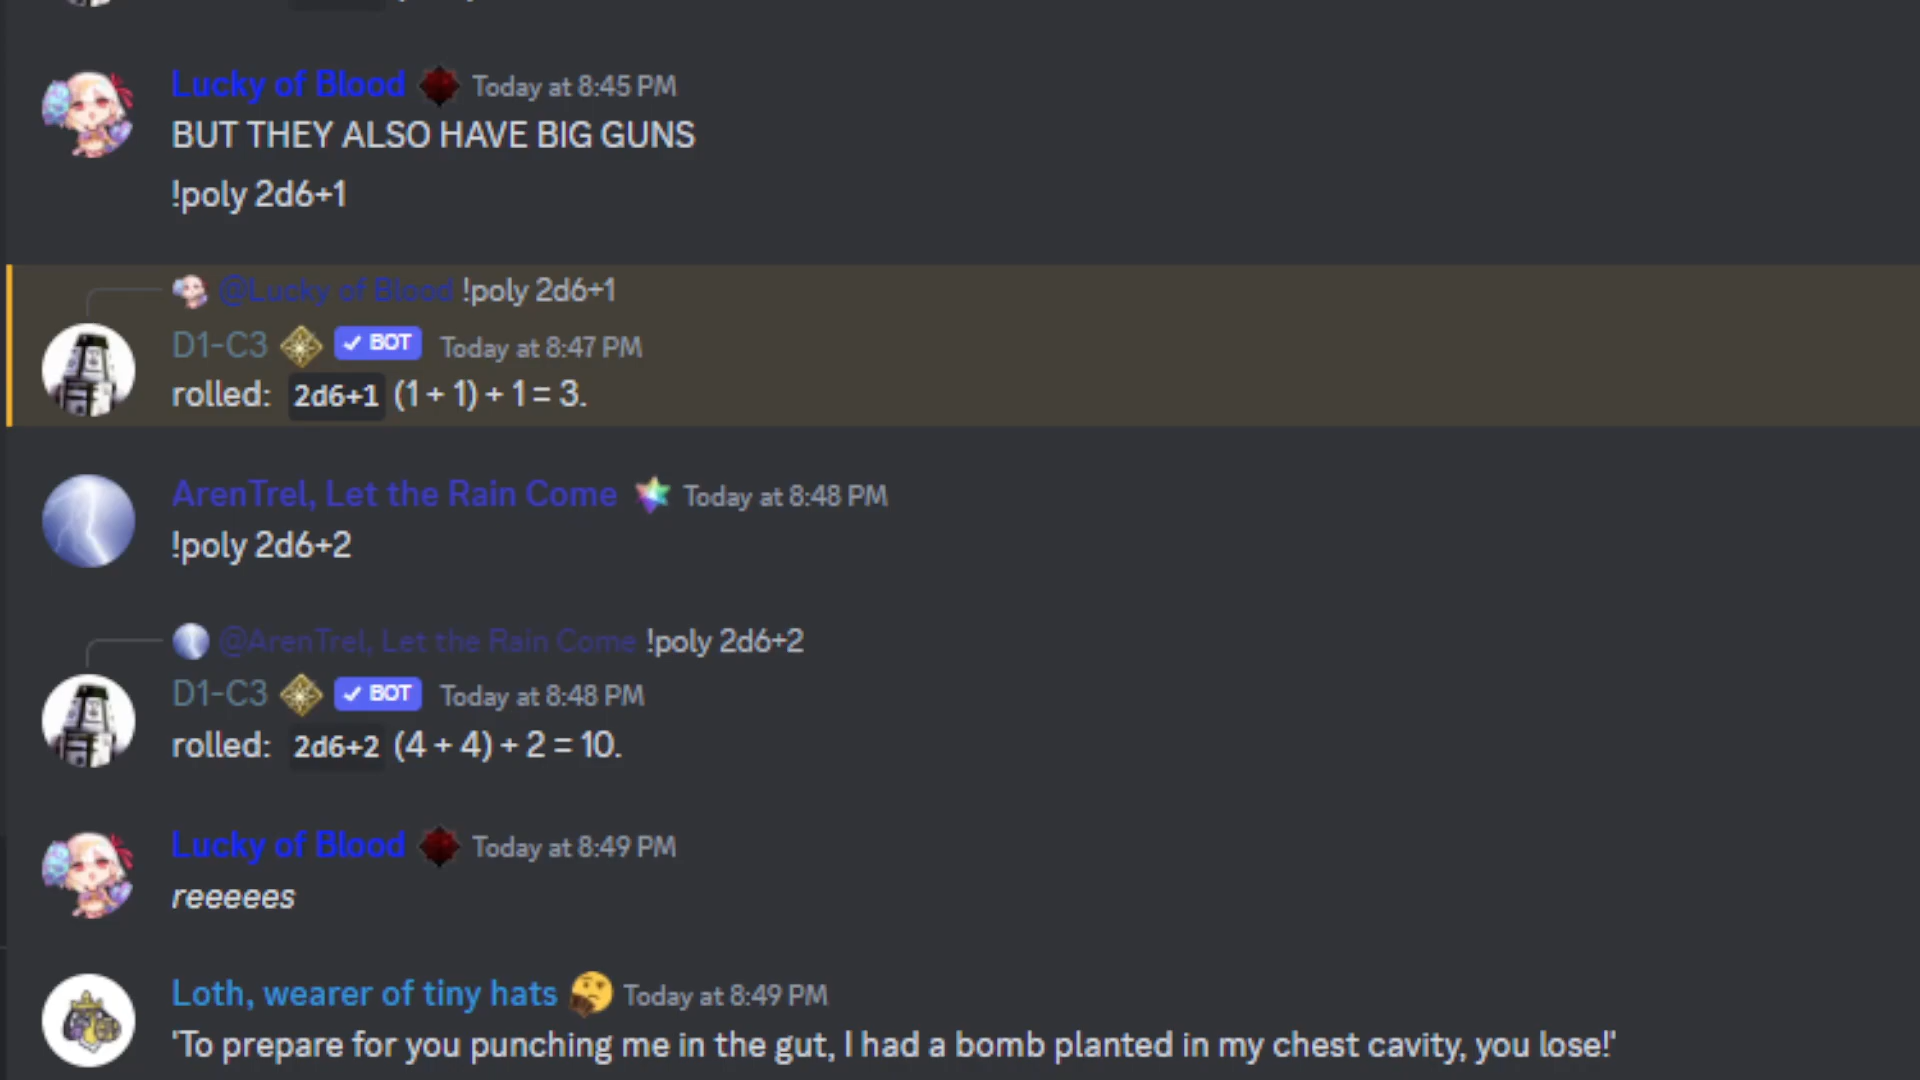 Lucky of Blood Today at 8:45 PM
BUT THEY ALSO HAVE BIG GUNS
!poly 2d6+1
@Lucky of Blood !poly 2d6+1
D1-C3 BOT Today at 8:47 PM
rolled: 2d6+1 (1 + 1) + 1 = 3.
ArenTrel, Let the Rain Come Today at 8:48 PM
!poly 2d6+2
@ArenTrel, Let the Rain Come !poly 2d6+2
D1-C3 BOT Today at 8:48 PM
rolled: 2d6+2 (4 + 4) + 2 = 10.
Lucky of Blood Today at 8:49 PM
reeeees
Loth, wearer of tiny hats Today at 8:49 PM
'To prepare for you punching me in the gut, I had a bomb planted in my chest cavity, you lose!'